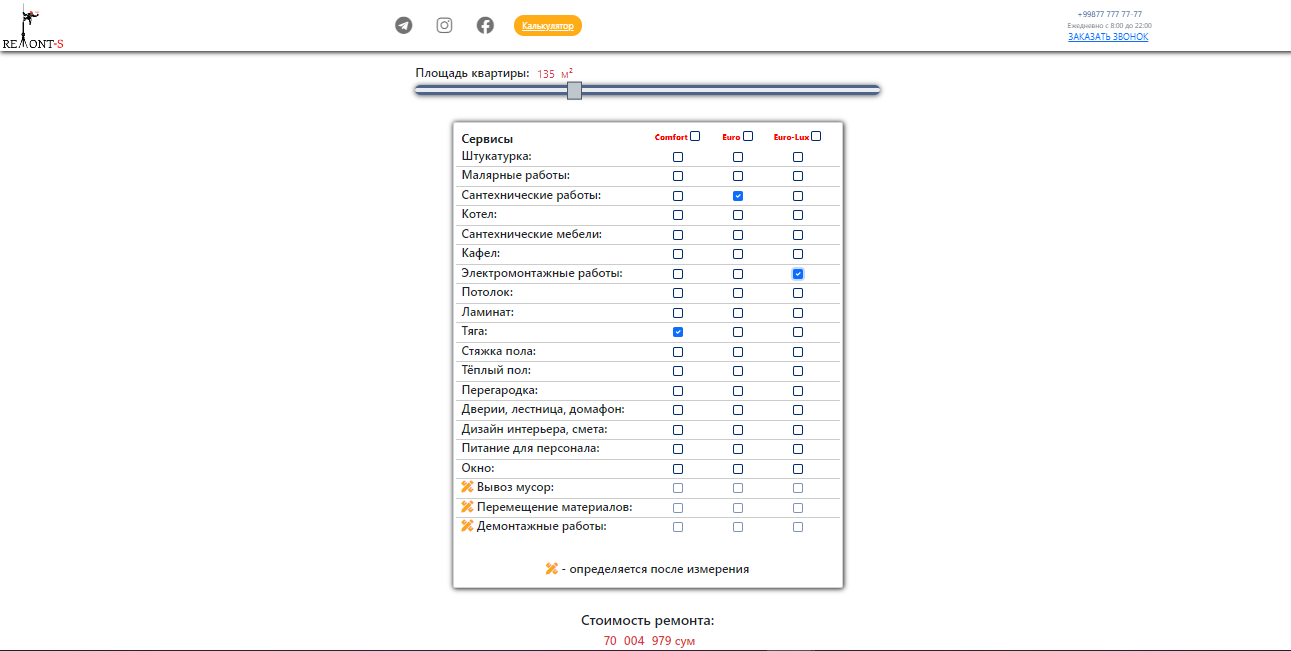 REMONT-S
Калькулятор
+99877 777 77-77
Ежедневно с 8:00 до 22:00
ЗАКАЗАТЬ ЗВОНОК
Площадь квартиры: 135 м²
Сервисы Comfort Euro Euro-Lux
Штукатурка:
Малярные работы:
Сантехнические работы:
Котел:
Сантехнические мебели:
Кафел:
Электромонтажные работы:
Потолок:
Ламинат:
Тяга:
Стяжка пола:
Тёплый пол:
Перегародка:
Дверии, лестница, домафон:
Дизайн интерьера, смета:
Питание для персонала:
Окно:
Вывоз мусор:
Перемещение материалов:
Демонтажные работы:
- определяется после измерения
Стоимость ремонта:
70 004 979 сум